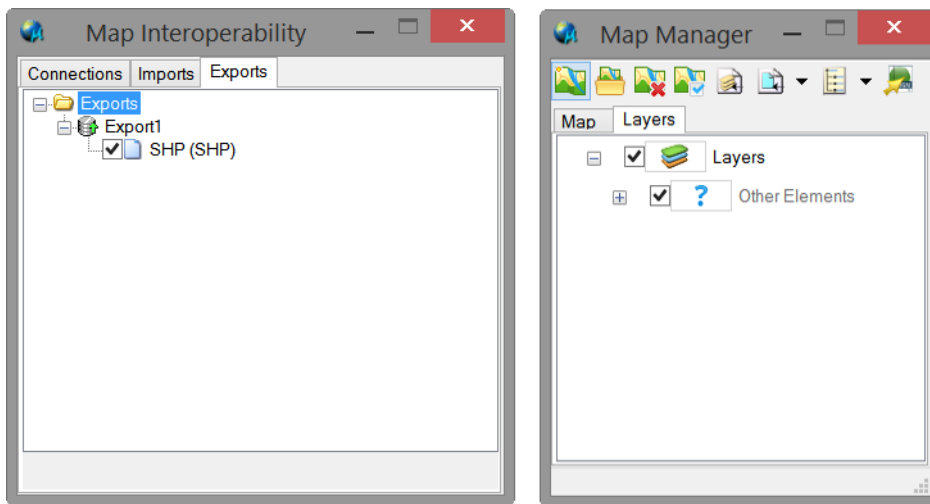 Map Interoperability
Connections Imports Exports
Exports
Export1
SHP (SHP)
Map Manager
Map Layers
Layers
? Other Elements